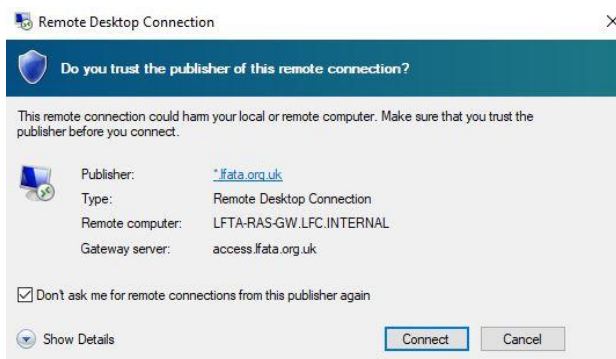 Remote Desktop Connection
Do you trust the publisher of this remote connection?
This remote connection could harm your local or remote computer. Make sure that you trust the
publisher before you connect.
Publisher: *.lfata.org.uk
Type: Remote Desktop Connection
Remote computer: LFTA-RAS-GW.LFC.INTERNAL
Gateway server: access.lfata.org.uk
Don't ask me for remote connections from this publisher again
Show Details Connect Cancel